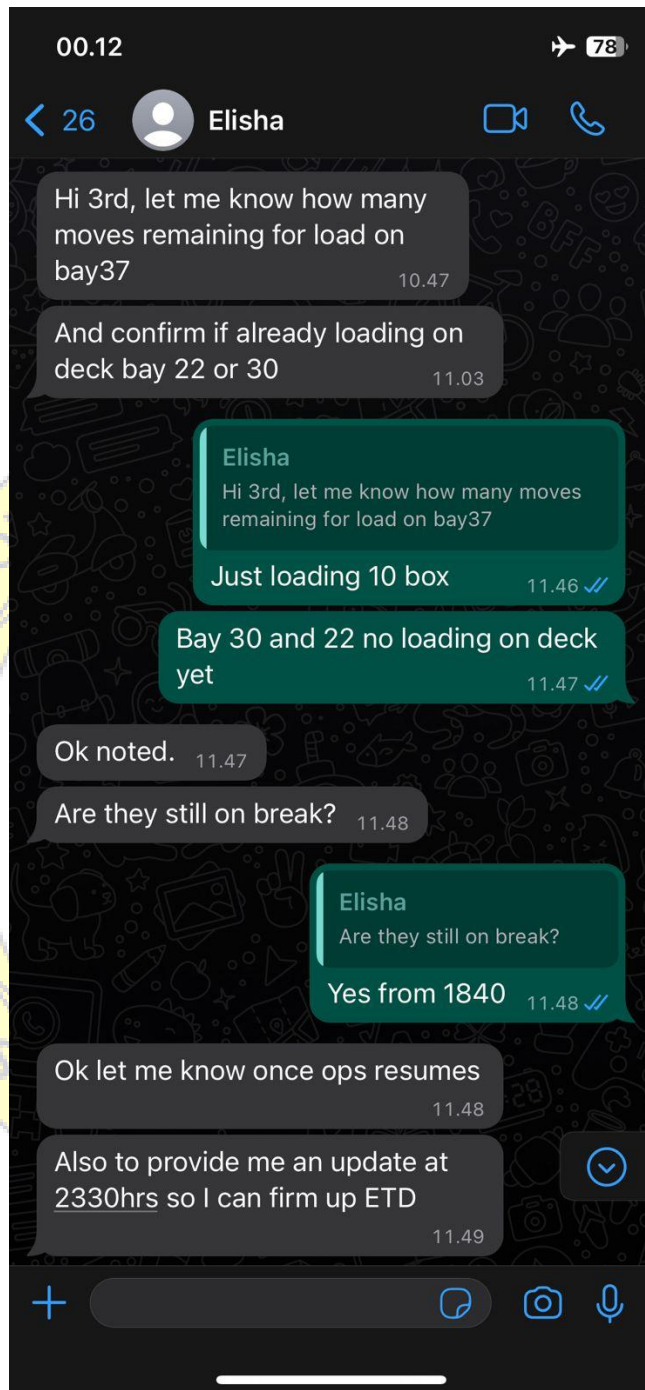 00.12
78
26
Elisha
Hi 3rd, let me know how many
moves remaining for load on
bay37
10.47
And confirm if already loading on
deck bay 22 or 30
11.03
Elisha
Hi 3rd, let me know how many moves
remaining for load on bay37
Just loading 10 box
11.46
Bay 30 and 22 no loading on deck
yet
11.47
Ok noted.
11.47
Are they still on break?
11.48
Elisha
Are they still on break?
Yes from 1840
11.48
Ok let me know once ops resumes
11.48
Also to provide me an update at
2330hrs so I can firm up ETD
11.49